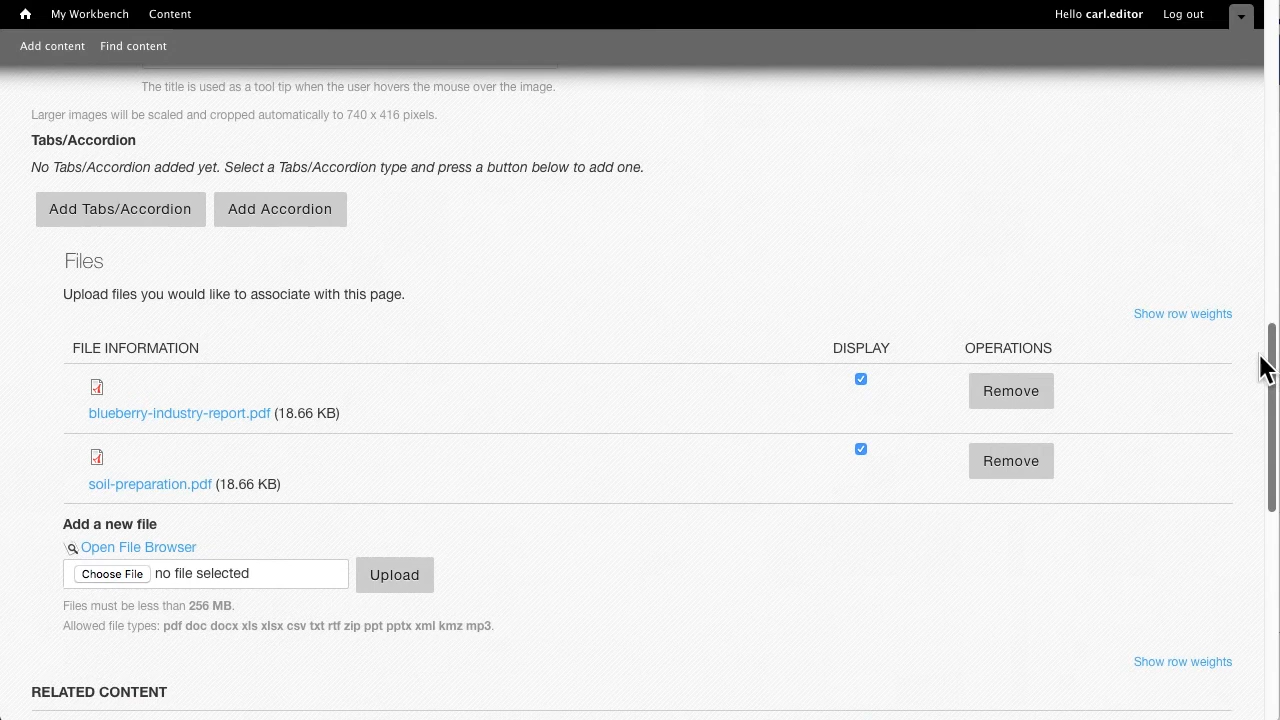 My Workbench Content Hello carl.editor Log out
Add content Find content
The title is used as a tool tip when the user hovers the mouse over the image.
Larger images will be scaled and cropped automatically to 740 x 416 pixels.
Tabs/Accordion
No Tabs/Accordion added yet. Select a Tabs/Accordion type and press a button below to add one.
Add Tabs/Accordion Add Accordion
Files
Upload files you would like to associate with this page.
Show row weights
FILE INFORMATION DISPLAY OPERATIONS
Remove
blueberry-industry-report.pdf (18.66 KB)
Remove
soil-preparation.pdf (18.66 KB)
Add a new file
Open File Browser
Choose File no file selected Upload
Files must be less than 256 MB.
Allowed file types: pdf doc docx xls xlsx csv txt rtf zip ppt pptx xml kmz mp3.
Show row weights
RELATED CONTENT